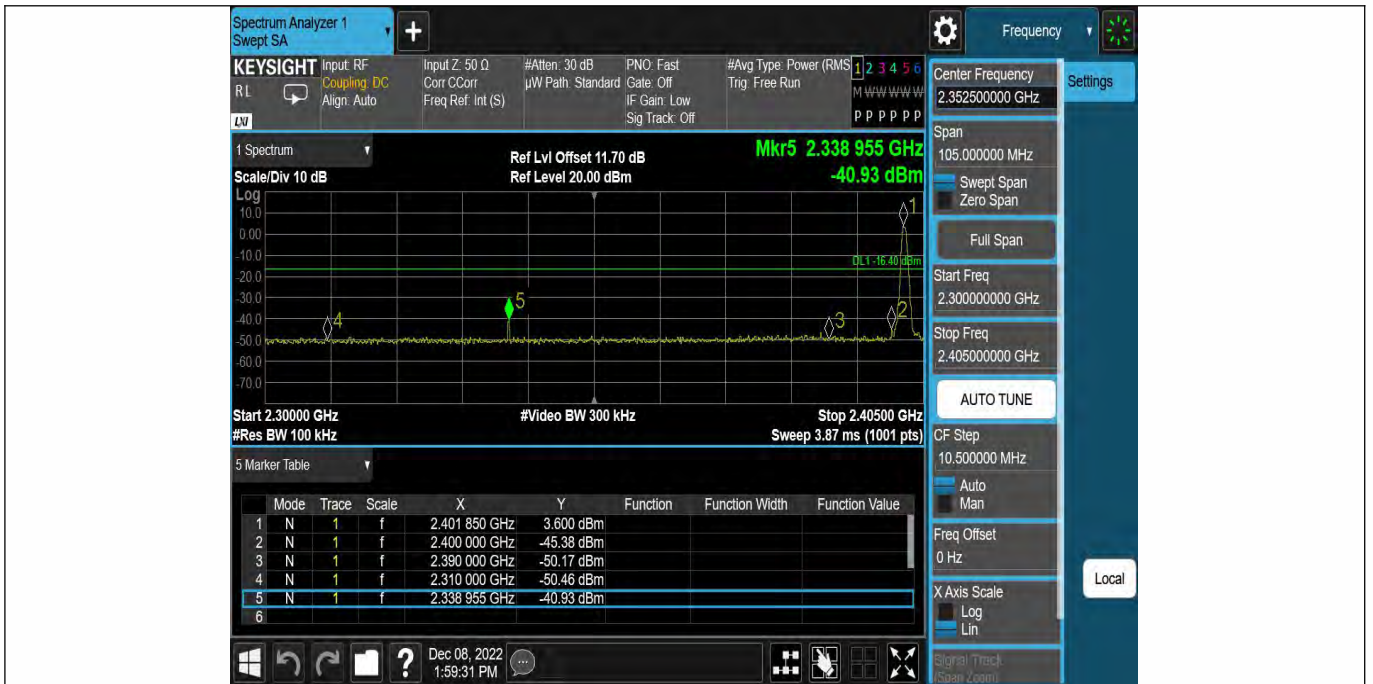 Spectrum Analyzer 1
Swept SA
+
Frequency
KEYSIGHT
RL
LXI
Input: RF
Coupling: DC
Align: Auto
Input Z: 50 Ω
Corr CCorr
Freq Ref: Int (S)
#Atten: 30 dB
µW Path: Standard
PNO: Fast
Gate: Off
IF Gain: Low
Sig Track: Off
#Avg Type: Power (RMS
Trig: Free Run
1 2 3 4 5 6
M W W W W W
P P P P P P
1 Spectrum
Scale/Div 10 dB
Ref Lvl Offset 11.70 dB
Ref Level 20.00 dBm
Mkr5 2.338 955 GHz
-40.93 dBm
Log
10.0
0.00
-10.0
-20.0
-30.0
-40.0
-50.0
-60.0
-70.0
DL1 -16.40 dBm
1
2
3
4
5
Start 2.30000 GHz
#Video BW 300 kHz
Stop 2.40500 GHz
#Res BW 100 kHz
Sweep 3.87 ms (1001 pts)
5 Marker Table
Mode Trace Scale X Y Function Function Width Function Value
1 N 1 f 2.401 850 GHz 3.600 dBm
2 N 1 f 2.400 000 GHz -45.38 dBm
3 N 1 f 2.390 000 GHz -50.17 dBm
4 N 1 f 2.310 000 GHz -50.46 dBm
5 N 1 f 2.338 955 GHz -40.93 dBm
6
Dec 08, 2022
1:59:31 PM
?
Center Frequency
2.352500000 GHz
Settings
Span
105.000000 MHz
Swept Span
Zero Span
Full Span
Start Freq
2.300000000 GHz
Stop Freq
2.405000000 GHz
AUTO TUNE
CF Step
10.500000 MHz
Auto
Man
Freq Offset
0 Hz
Local
X Axis Scale
Log
Lin
Signal Track
(Span Zoom)